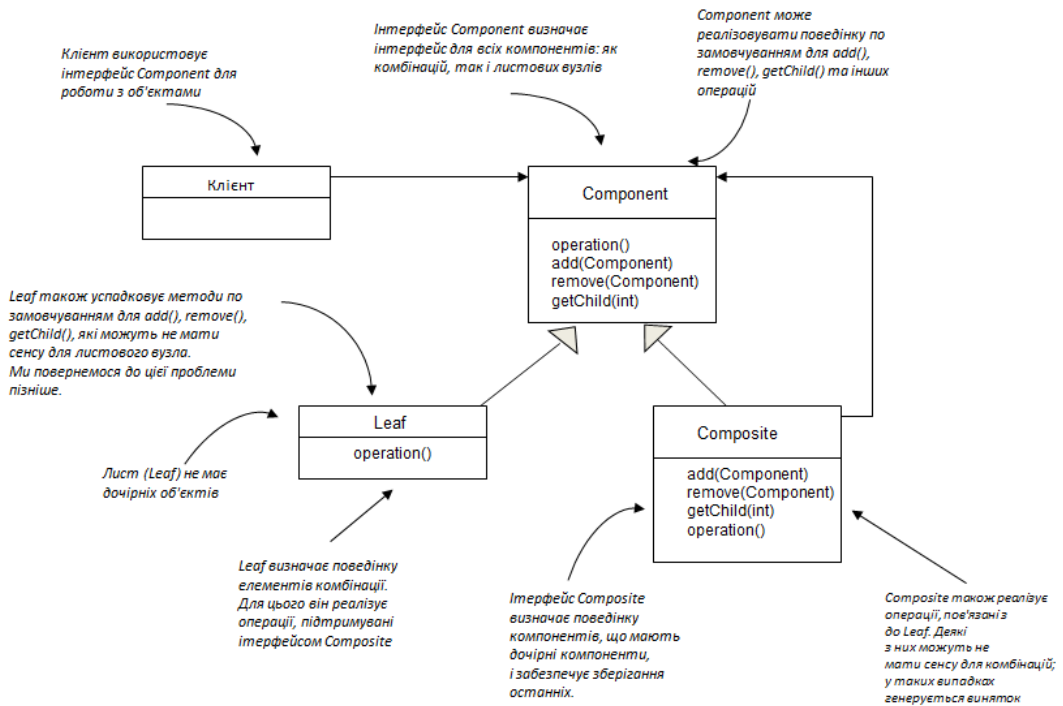 Клієнт використовує
інтерфейс Component для
роботи з об'єктами
Інтерфейс Component визначає
інтерфейс для всіх компонентів: як
комбінацій, так і листових вузлів
Component може
реалізовувати поведінку по
замовчуванням для add(),
remove(), getChild() та інших
операцій
Клієнт
Component
operation()
add(Component)
remove(Component)
getChild(int)
Leaf також успадковує методи по
замовчуванням для add(), remove(),
getChild(), які можуть не мати
сенсу для листового вузла.
Ми повернемося до цієї проблеми
пізніше.
Leaf
operation()
Composite
add(Component)
remove(Component)
getChild(int)
operation()
Лист (Leaf) не має
дочірніх об'єктів
Leaf визначає поведінку
елементів комбінації.
Для цього він реалізує
операції, підтримувані
ітерфейсом Composite
Ітерфейс Composite
визначає поведінку
компонентів, що мають
дочірні компоненти,
і забезпечує зберігання
останніх.
Composite також реалізує
операції, пов'язані з
до Leaf. Деякі
з них можуть не
мати сенсу для комбінацій;
у таких випадках
генерується виняток